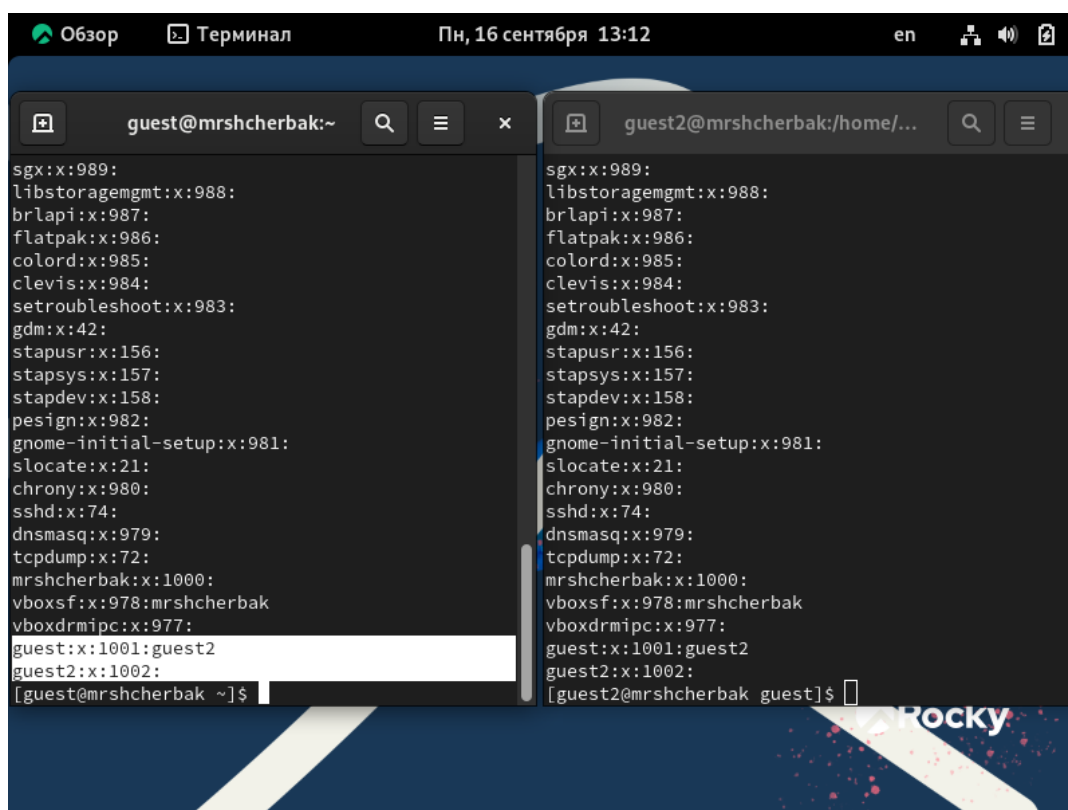 Обзор Терминал Пн, 16 сентября 13:12 en
guest@mrshcherbak:~
sgx:x:989:
libstoragemgmt:x:988:
brlapi:x:987:
flatpak:x:986:
colord:x:985:
clevis:x:984:
setroubleshoot:x:983:
gdm:x:42:
stapusr:x:156:
stapsys:x:157:
stapdev:x:158:
pesign:x:982:
gnome-initial-setup:x:981:
slocate:x:21:
chrony:x:980:
sshd:x:74:
dnsmasq:x:979:
tcpdump:x:72:
mrshcherbak:x:1000:
vboxsf:x:978:mrshcherbak
vboxdrmipc:x:977:
guest:x:1001:guest2
guest2:x:1002:
[guest@mrshcherbak ~]$
guest2@mrshcherbak:/home/...
sgx:x:989:
libstoragemgmt:x:988:
brlapi:x:987:
flatpak:x:986:
colord:x:985:
clevis:x:984:
setroubleshoot:x:983:
gdm:x:42:
stapusr:x:156:
stapsys:x:157:
stapdev:x:158:
pesign:x:982:
gnome-initial-setup:x:981:
slocate:x:21:
chrony:x:980:
sshd:x:74:
dnsmasq:x:979:
tcpdump:x:72:
mrshcherbak:x:1000:
vboxsf:x:978:mrshcherbak
vboxdrmipc:x:977:
guest:x:1001:guest2
guest2:x:1002:
[guest2@mrshcherbak guest]$
Rocky